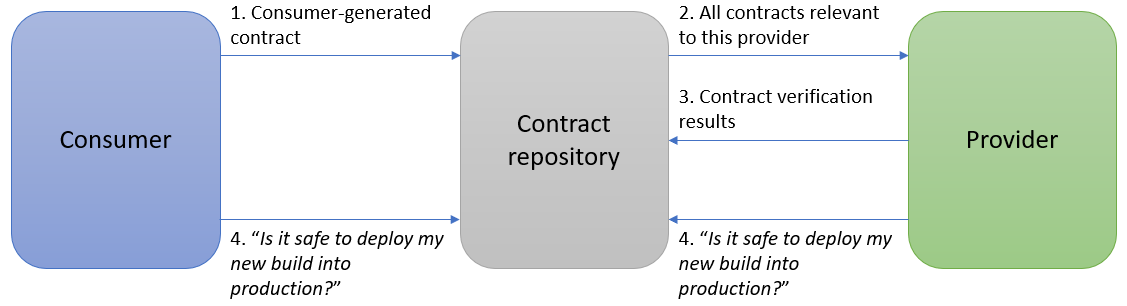 1. Consumer-generated
contract
2. All contracts relevant
to this provider
3. Contract verification
results
Consumer
Contract
repository
Provider
4. “Is it safe to deploy my
new build into
production?”
4. “Is it safe to deploy my
new build into
production?”